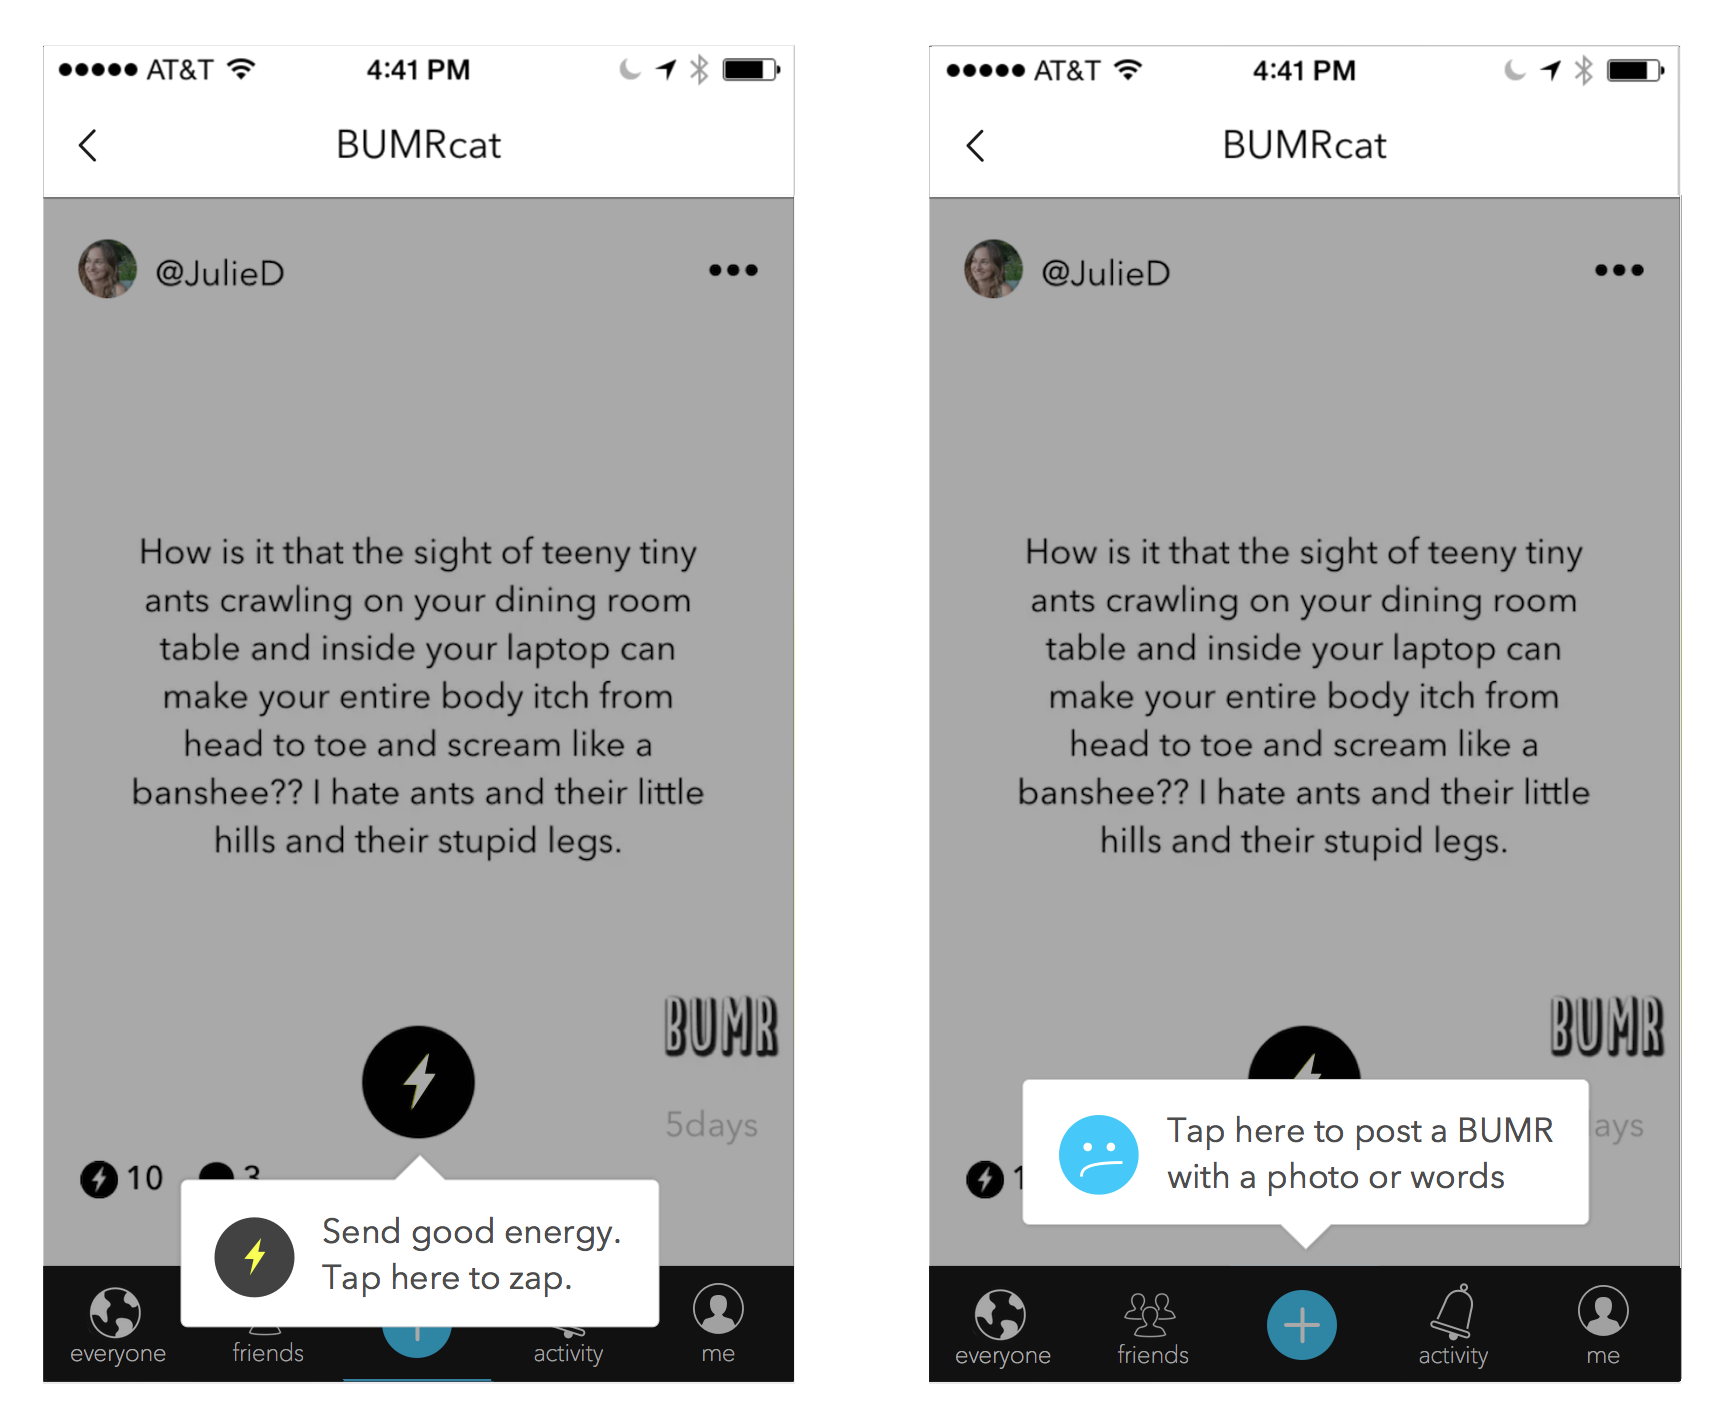 AT&T 4:41 PM
BUMRcat
@JulieD
How is it that the sight of teeny tiny
ants crawling on your dining room
table and inside your laptop can
make your entire body itch from
head to toe and scream like a
banshee?? I hate ants and their little
hills and their stupid legs.
BUMR
5days
10 3
Send good energy.
Tap here to zap.
everyone friends activity me
AT&T 4:41 PM
BUMRcat
@JulieD
How is it that the sight of teeny tiny
ants crawling on your dining room
table and inside your laptop can
make your entire body itch from
head to toe and scream like a
banshee?? I hate ants and their little
hills and their stupid legs.
BUMR
Tap here to post a BUMR
ays
with a photo or words
1
everyone friends activity me